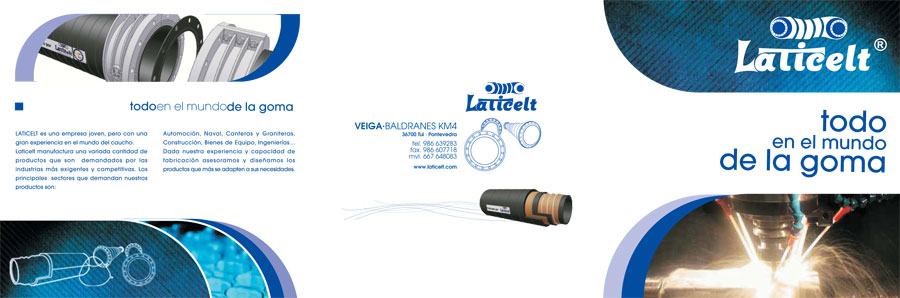 todo en el mundo de la goma
LATICELT es una empresa joven, pero con una
gran experiencia en el mundo del caucho.
Laticelt manufactura una variada cantidad de
productos que son demandados por las
industrias más exigentes y competitivas. Los
principales sectores que demandan nuestros
productos son:
Automoción, Naval, Canteras y Graniteras,
Construcción, Bienes de Equipo, Ingenierías ...
Dada nuestra experiencia y capacidad de
fabricación asesoramos y diseñamos los
productos que más se adapten a sus necesidades.
Laticelt
VEIGA-BALDRANES KM4
36700 Tui · Pontevedra
tel. 986 639283
fax. 986 607718
mvl. 667 648083
www.laticelt.com
Laticelt®
todo
en el mundo
de la goma